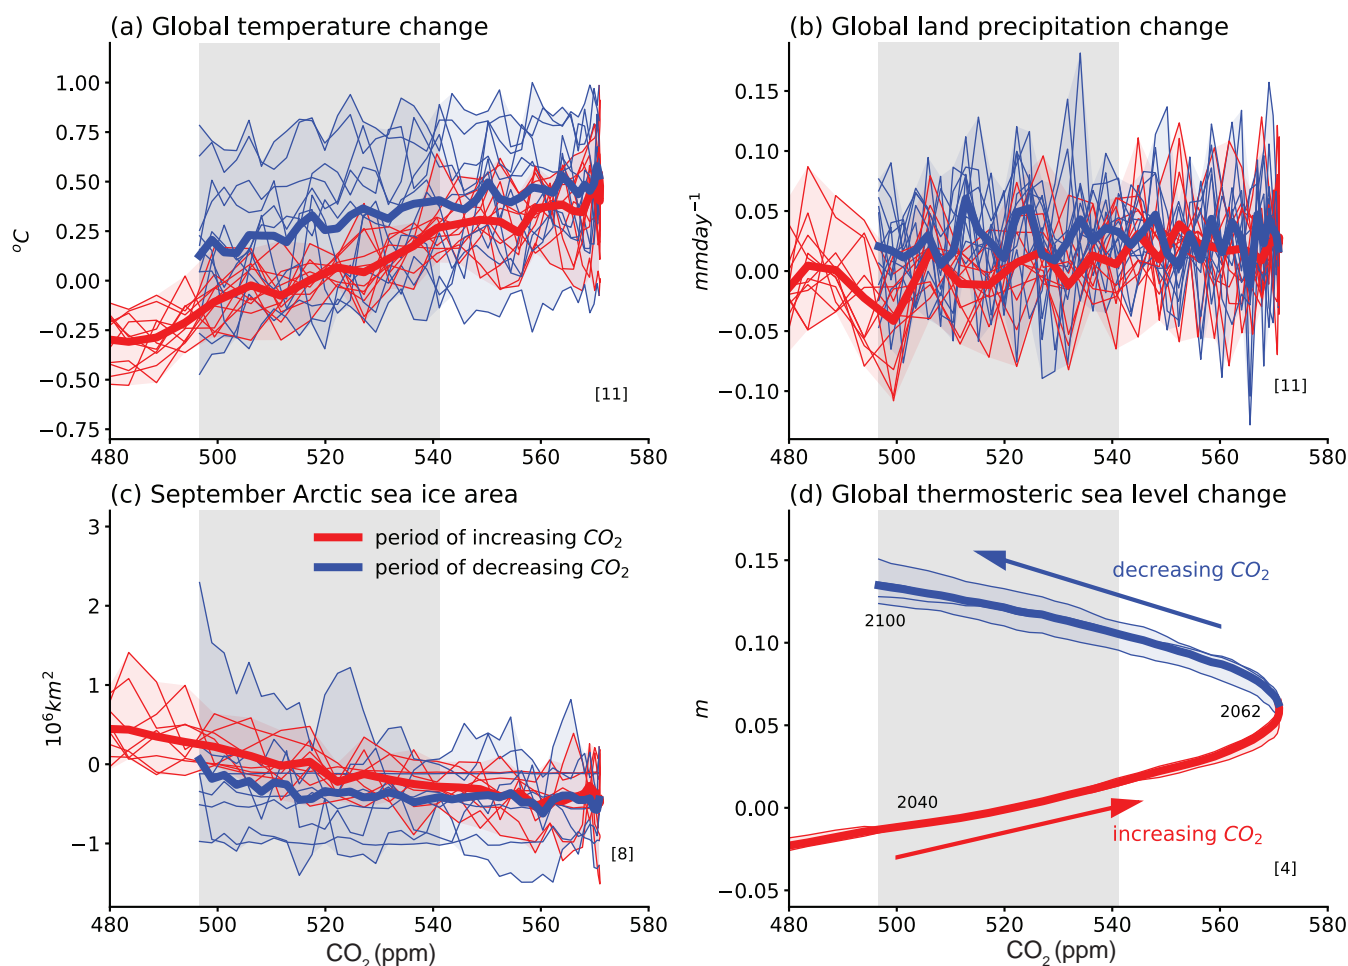 (a) Global temperature change
°C
1.00
0.75
0.50
0.25
0.00
−0.25
−0.50
−0.75
[11]
480 500 520 540 560 580
(b) Global land precipitation change
mmday⁻¹
0.15
0.10
0.05
0.00
−0.05
−0.10
[11]
480 500 520 540 560 580
(c) September Arctic sea ice area
10⁶km²
3
2
1
0
−1
period of increasing CO₂
period of decreasing CO₂
[8]
480 500 520 540 560 580
CO₂ (ppm)
(d) Global thermosteric sea level change
m
0.15
0.10
0.05
0.00
−0.05
decreasing CO₂
2100
2062
2040
increasing CO₂
[4]
480 500 520 540 560 580
CO₂ (ppm)